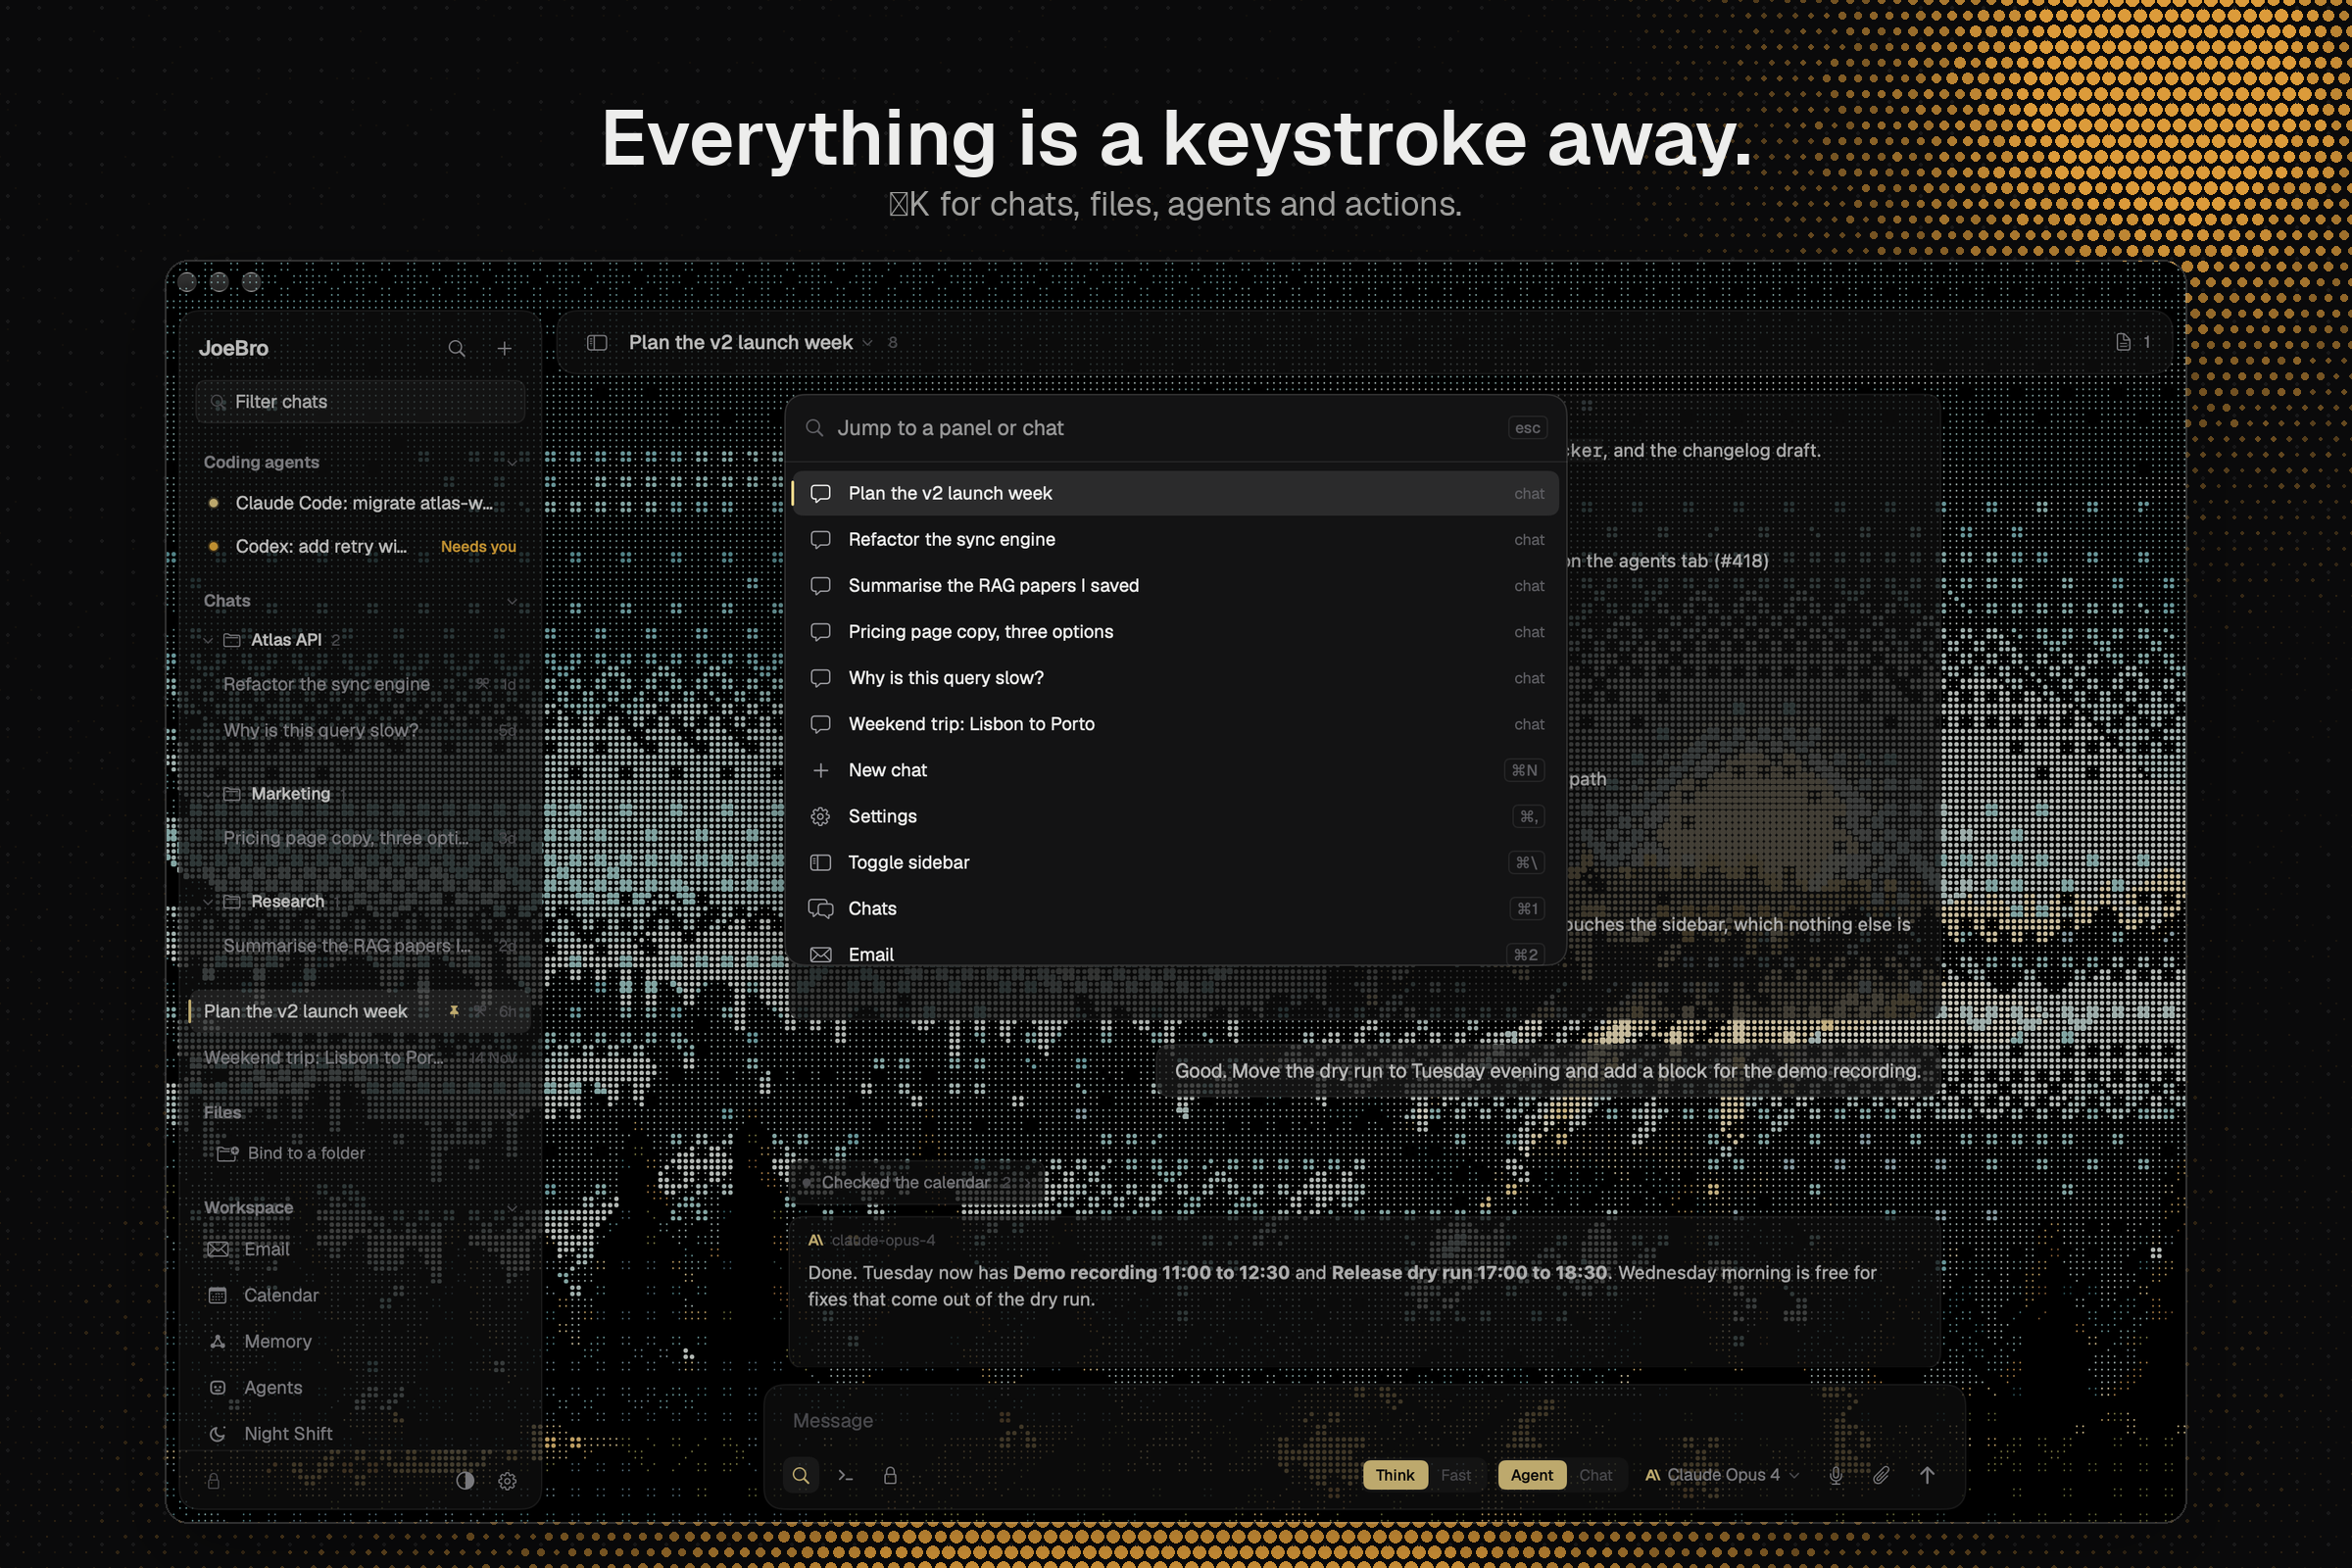 Everything is a keystroke away.
K for chats, files, agents and actions.
JoeBro
Filter chats
Coding agents
Claude Code: migrate atlas-w...
Codex: add retry wi... Needs you
Chats
Atlas API 2
Refactor the sync engine ⌘ 1d
Why is this query slow? 5d
Marketing
Pricing page copy, three opti... 3d
Research
Summarise the RAG papers I... 2d
Plan the v2 launch week 6h
Weekend trip: Lisbon to Por... 14 Nov
Files
Bind to a folder
Workspace
Email
Calendar
Memory
Agents
Night Shift
Plan the v2 launch week 8
1
Jump to a panel or chat esc
Plan the v2 launch week chat
Refactor the sync engine chat
Summarise the RAG papers I saved chat
Pricing page copy, three options chat
Why is this query slow? chat
Weekend trip: Lisbon to Porto chat
New chat ⌘N
Settings ⌘,
Toggle sidebar ⌘\
Chats ⌘1
Email ⌘2
cker, and the changelog draft.
on the agents tab (#418)
path
ouches the sidebar, which nothing else is
Good. Move the dry run to Tuesday evening and add a block for the demo recording.
Checked the calendar 2
claude-opus-4
Done. Tuesday now has Demo recording 11:00 to 12:30 and Release dry run 17:00 to 18:30. Wednesday morning is free for
fixes that come out of the dry run.
Message
Think Fast Agent Chat Claude Opus 4